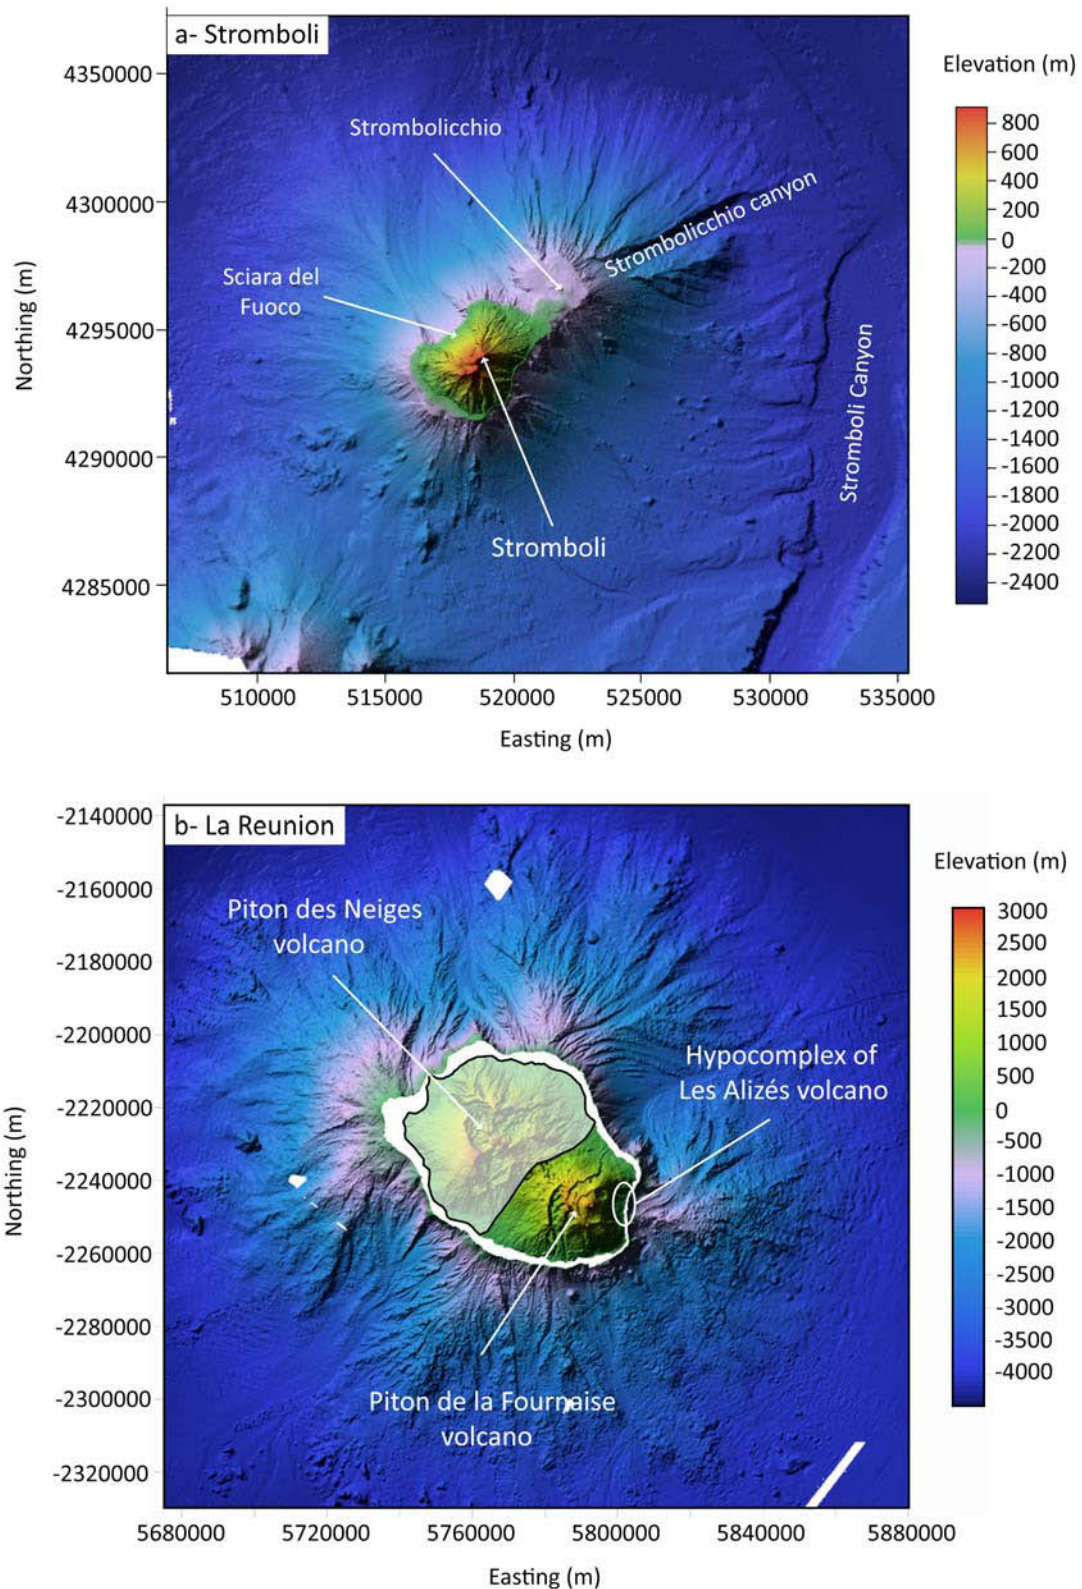 a- Stromboli
Elevation (m)
4350000
4300000
4295000
4290000
4285000
Northing (m)
Strombolicchio
Strombolicchio canyon
Sciara del
Fuoco
Stromboli Canyon
Stromboli
800
600
400
200
0
-200
-400
-600
-800
-1000
-1200
-1400
-1600
-1800
-2000
-2200
-2400
510000
515000
520000
525000
530000
535000
Easting (m)
b- La Reunion
Elevation (m)
-2140000
-2160000
-2180000
-2200000
-2220000
-2240000
-2260000
-2280000
-2300000
-2320000
Northing (m)
Piton des Neiges
volcano
Hypocomplex of
Les Alizés volcano
Piton de la Fournaise
volcano
3000
2500
2000
1500
1000
500
0
-500
-1000
-1500
-2000
-2500
-3000
-3500
-4000
5680000
5720000
5760000
5800000
5840000
5880000
Easting (m)